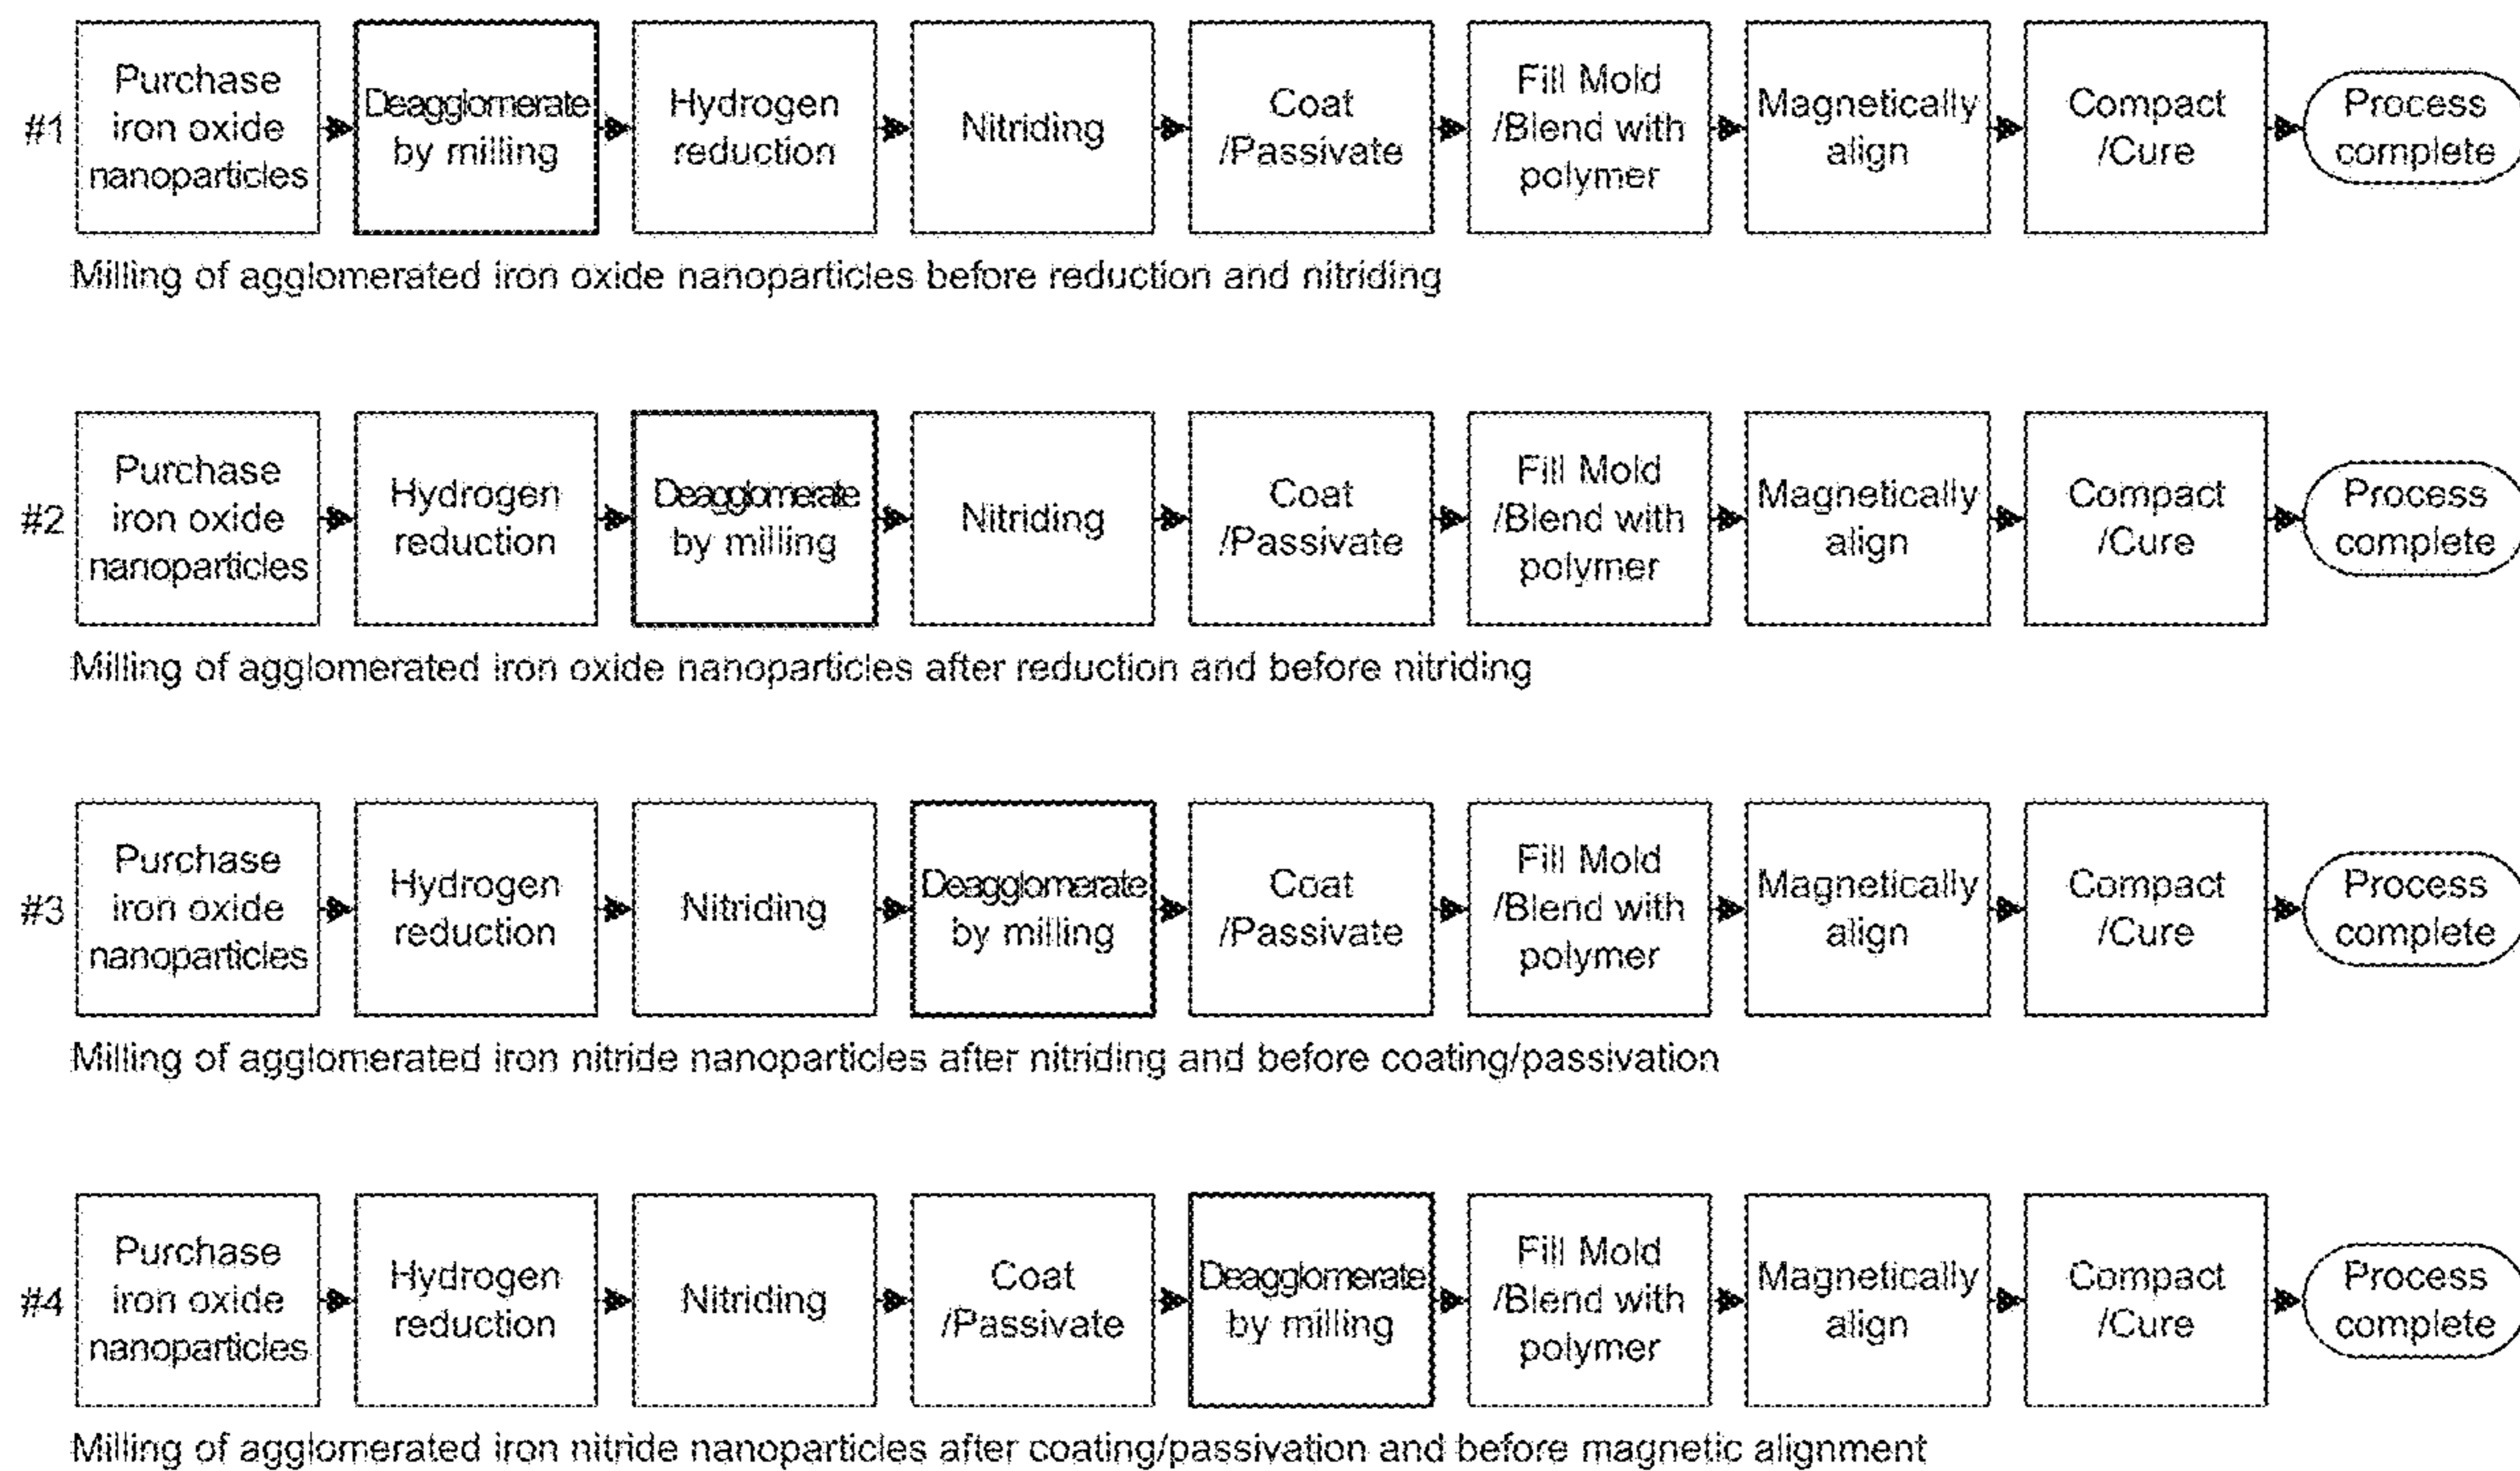 #1
Purchase
iron oxide
nanoparticles
Deagglomerate
by milling
Hydrogen
reduction
Nitriding
Coat
/Passivate
Fill Mold
/Blend with
polymer
Magnetically
align
Compact
/Cure
Process
complete
Milling of agglomerated iron oxide nanoparticles before reduction and nitriding
#2
Purchase
iron oxide
nanoparticles
Hydrogen
reduction
Deagglomerate
by milling
Nitriding
Coat
/Passivate
Fill Mold
/Blend with
polymer
Magnetically
align
Compact
/Cure
Process
complete
Milling of agglomerated iron oxide nanoparticles after reduction and before nitriding
#3
Purchase
iron oxide
nanoparticles
Hydrogen
reduction
Nitriding
Deagglomerate
by milling
Coat
/Passivate
Fill Mold
/Blend with
polymer
Magnetically
align
Compact
/Cure
Process
complete
Milling of agglomerated iron nitride nanoparticles after nitriding and before coating/passivation
#4
Purchase
iron oxide
nanoparticles
Hydrogen
reduction
Nitriding
Coat
/Passivate
Deagglomerate
by milling
Fill Mold
/Blend with
polymer
Magnetically
align
Compact
/Cure
Process
complete
Milling of agglomerated iron nitride nanoparticles after coating/passivation and before magnetic alignment